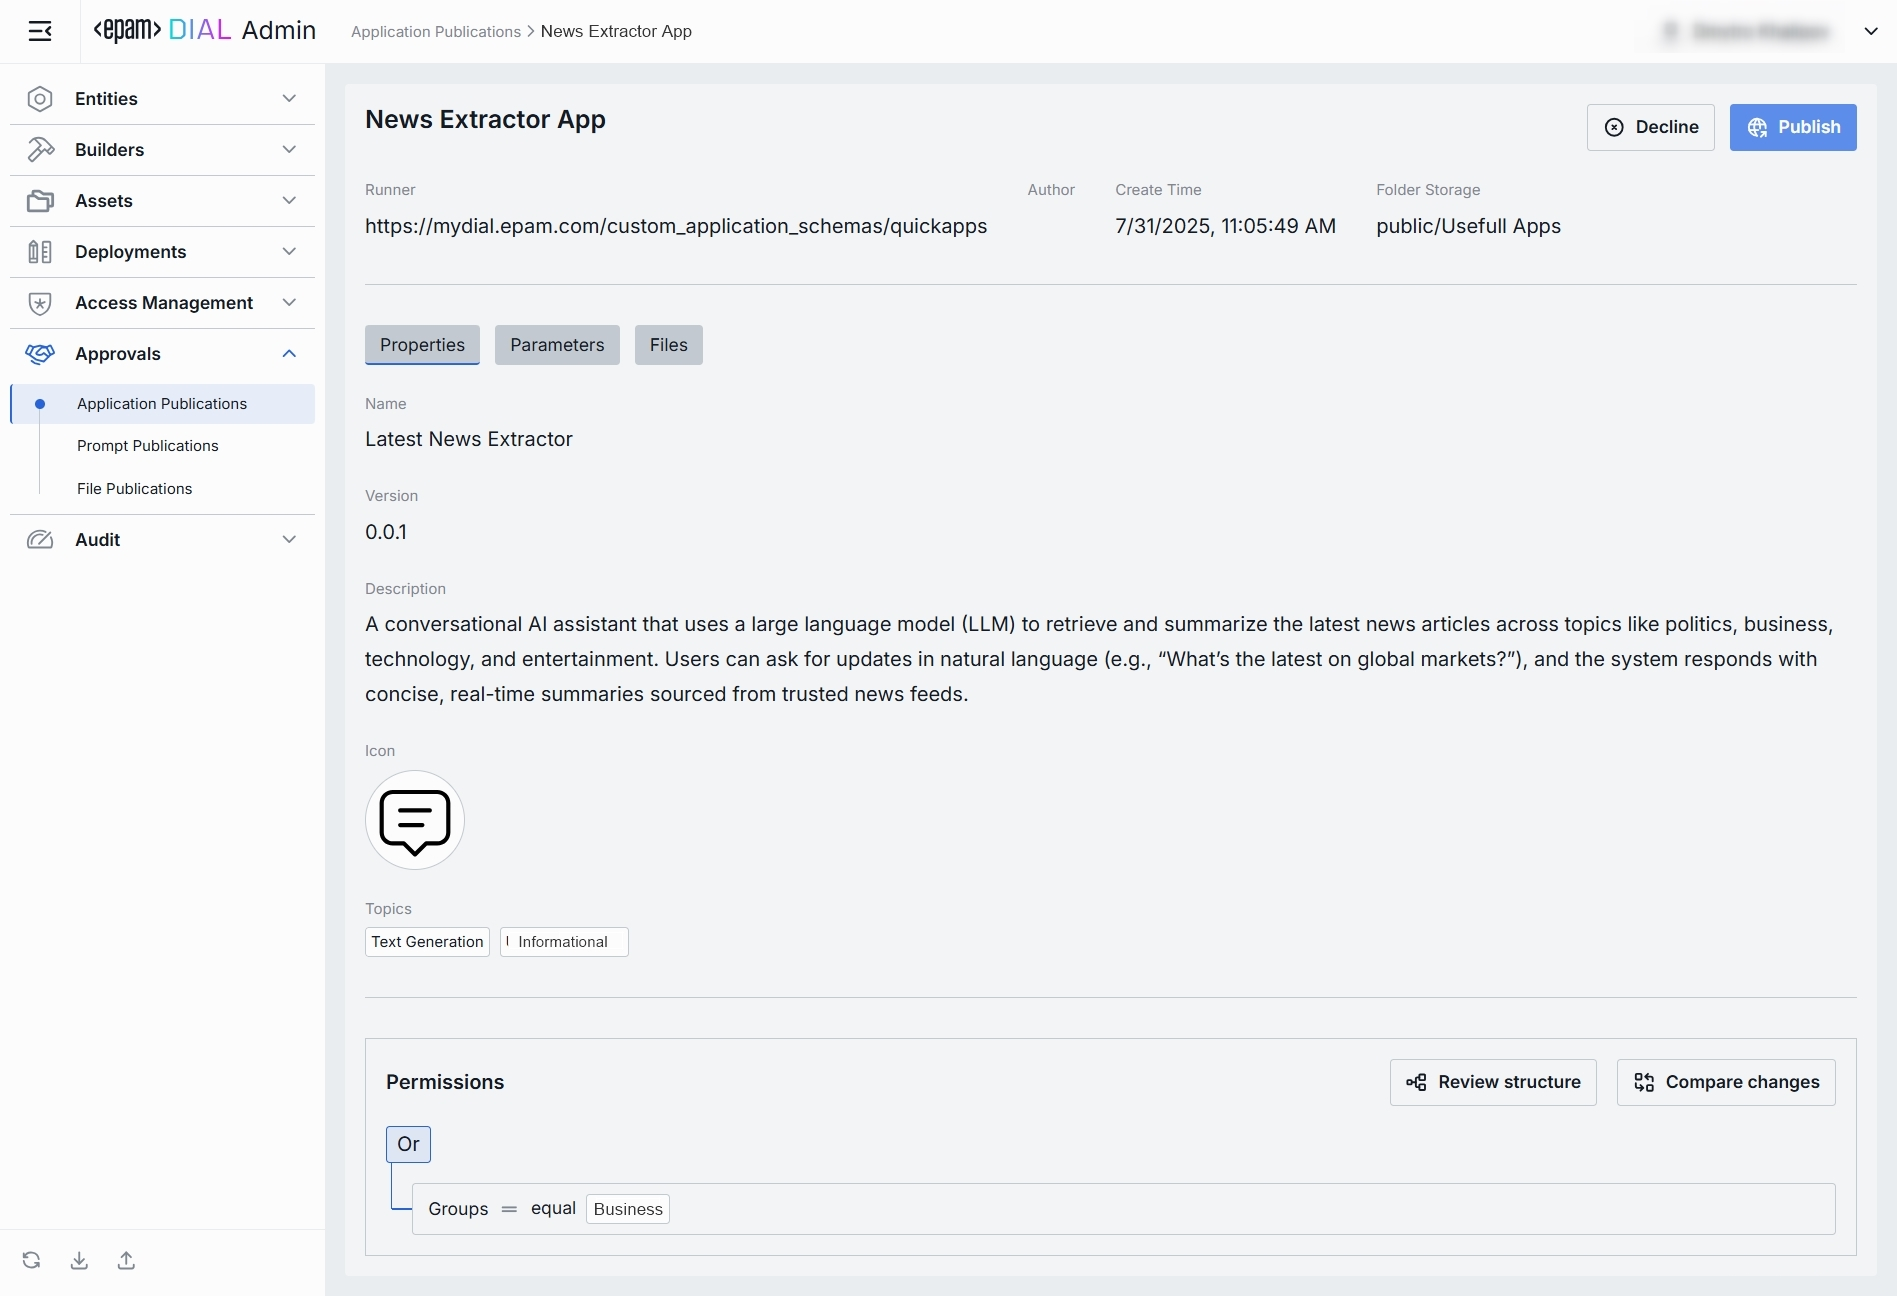 <epam> DIAL Admin
Application Publications > News Extractor App
Entities
Builders
Assets
Deployments
Access Management
Approvals
Application Publications
Prompt Publications
File Publications
Audit
News Extractor App
Decline
Publish
Runner
https://mydial.epam.com/custom_application_schemas/quickapps
Author
Create Time
7/31/2025, 11:05:49 AM
Folder Storage
public/Usefull Apps
Properties
Parameters
Files
Name
Latest News Extractor
Version
0.0.1
Description
A conversational AI assistant that uses a large language model (LLM) to retrieve and summarize the latest news articles across topics like politics, business,
technology, and entertainment. Users can ask for updates in natural language (e.g., “What’s the latest on global markets?”), and the system responds with
concise, real-time summaries sourced from trusted news feeds.
Icon
Topics
Text Generation
Informational
Permissions
Review structure
Compare changes
Or
Groups = equal Business